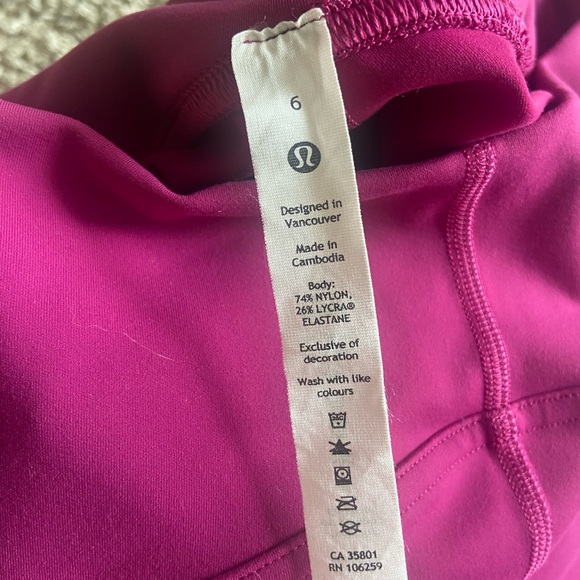 6
Designed in
Vancouver
Made in
Cambodia
Body:
74% NYLON,
26% LYCRA®
ELASTANE
Exclusive of
decoration
Wash with like
colours
CA 35801
RN 106259